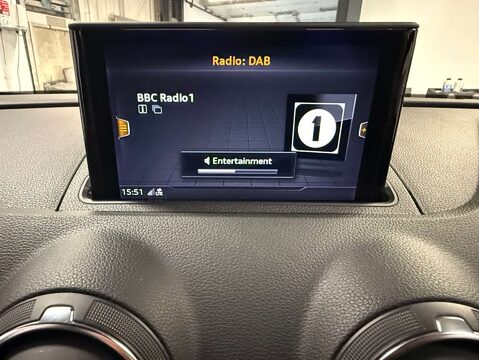 Radio: DAB
BBC Radio1
1
Entertainment
15:51